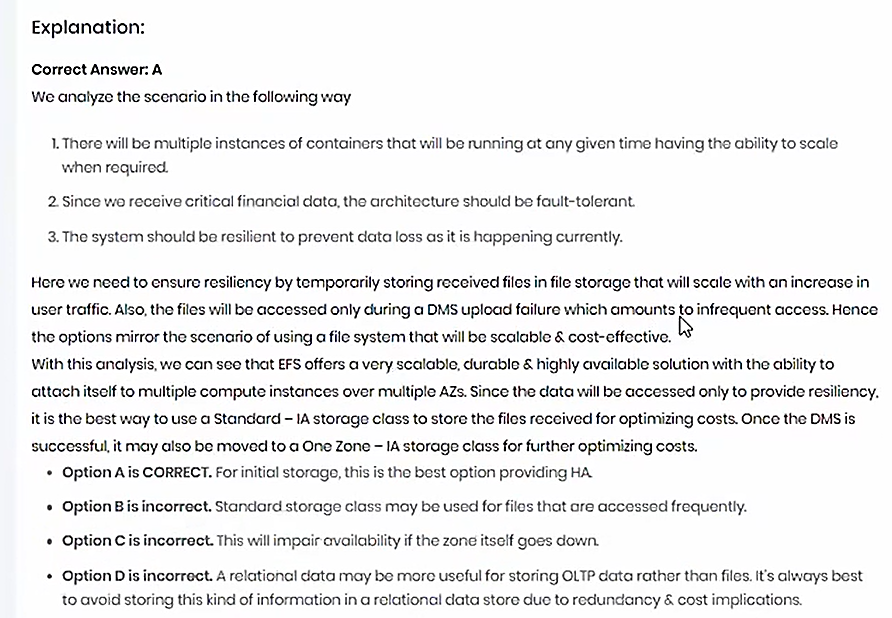 Explanation:
Correct Answer: A
We analyze the scenario in the following way
1. There will be multiple instances of containers that will be running at any given time having the ability to scale
when required.
2. Since we receive critical financial data, the architecture should be fault-tolerant.
3. The system should be resilient to prevent data loss as it is happening currently.
Here we need to ensure resiliency by temporarily storing received files in file storage that will scale with an increase in
user traffic. Also, the files will be accessed only during a DMS upload failure which amounts to infrequent access. Hence
the options mirror the scenario of using a file system that will be scalable & cost-effective.
With this analysis, we can see that EFS offers a very scalable, durable & highly available solution with the ability to
attach itself to multiple compute instances over multiple AZs. Since the data will be accessed only to provide resiliency,
it is the best way to use a Standard – IA storage class to store the files received for optimizing costs. Once the DMS is
successful, it may also be moved to a One Zone – IA storage class for further optimizing costs.
• Option A is CORRECT. For initial storage, this is the best option providing HA.
• Option B is incorrect. Standard storage class may be used for files that are accessed frequently.
• Option C is incorrect. This will impair availability if the zone itself goes down.
• Option D is incorrect. A relational data may be more useful for storing OLTP data rather than files. It's always best
to avoid storing this kind of information in a relational data store due to redundancy & cost implications.